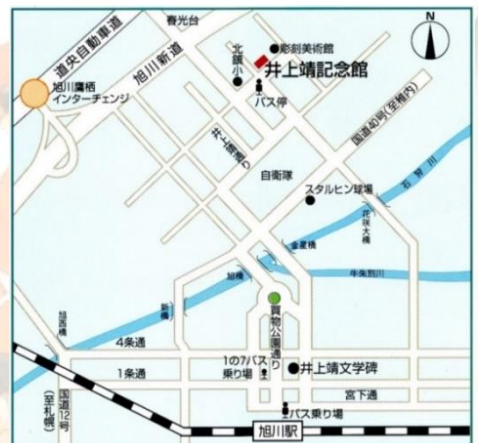 N
春光台
道央自動車道
旭川新道
北鎮小
彫刻美術館
井上靖記念館
バス停
旭川鷹栖
インターチェンジ
国道40号(至稚内)
井上靖通り
自衛隊
スタルヒン球場
石狩川
花咲大橋
金星橋
旭橋
牛朱別川
新橋
旭西橋
買物公園通り
4条通
1の7バス
乗り場
井上靖文学碑
1条通
宮下通
国道12号
(至札幌)
バス乗り場
旭川駅